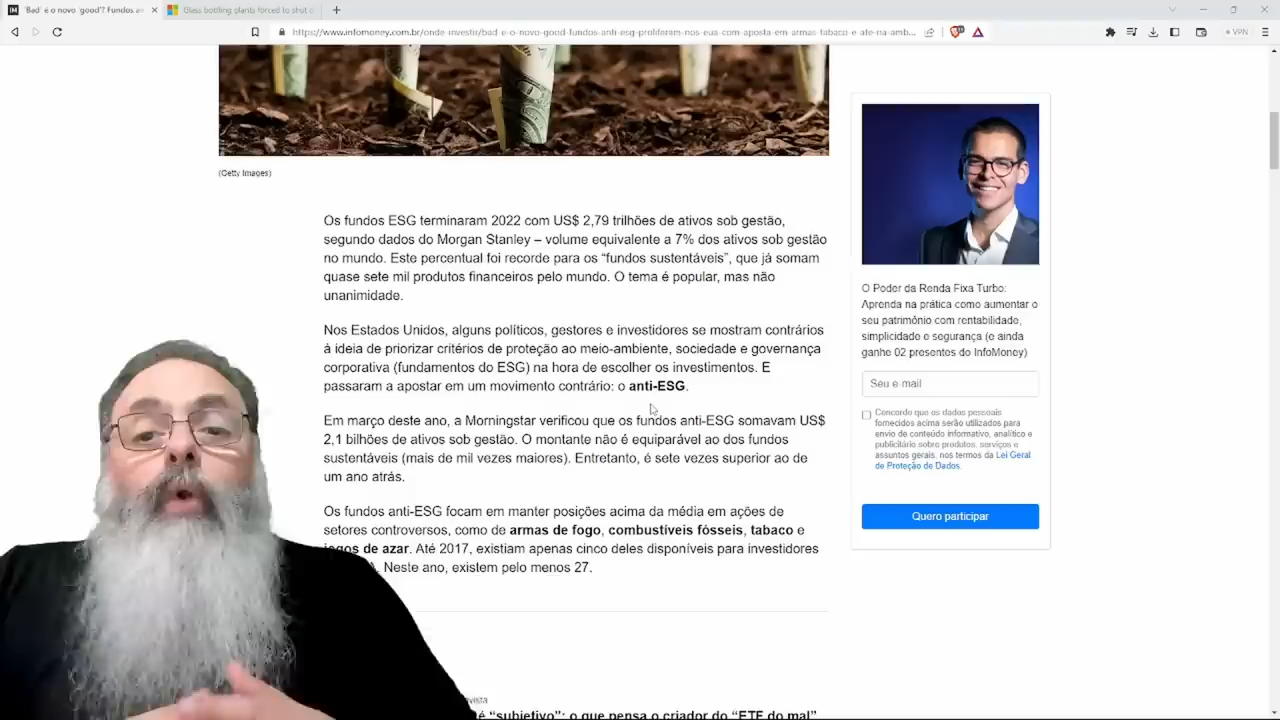 'Bad' é o novo 'good'? Fundos an
Glass bottling plants forced to shut d
https://www.infomoney.com.br/onde-investir/bad-e-o-novo-good-fundos-anti-esg-proliferam-nos-eua-com-aposta-em-armas-tabaco-e-ate-na-amb...
VPN
(Getty Images)
Os fundos ESG terminaram 2022 com US$ 2,79 trilhões de ativos sob gestão,
segundo dados do Morgan Stanley – volume equivalente a 7% dos ativos sob gestão
no mundo. Este percentual foi recorde para os “fundos sustentáveis”, que já somam
quase sete mil produtos financeiros pelo mundo. O tema é popular, mas não
unanimidade.
Nos Estados Unidos, alguns políticos, gestores e investidores se mostram contrários
à ideia de priorizar critérios de proteção ao meio-ambiente, sociedade e governança
corporativa (fundamentos do ESG) na hora de escolher os investimentos. E
passaram a apostar em um movimento contrário: o anti-ESG.
Em março deste ano, a Morningstar verificou que os fundos anti-ESG somavam US$
2,1 bilhões de ativos sob gestão. O montante não é equiparável ao dos fundos
sustentáveis (mais de mil vezes maiores). Entretanto, é sete vezes superior ao de
um ano atrás.
Os fundos anti-ESG focam em manter posições acima da média em ações de
setores controversos, como de armas de fogo, combustíveis fósseis, tabaco e
jogos de azar. Até 2017, existiam apenas cinco deles disponíveis para investidores
Neste ano, existem pelo menos 27.
é “subjetivo”: o que pensa o criador do “ETF do mal”
O Poder da Renda Fixa Turbo:
Aprenda na prática como aumentar o
seu patrimônio com rentabilidade,
simplicidade e segurança (e ainda
ganhe 02 presentes do InfoMoney)
Seu e-mail
Concordo que os dados pessoais
fornecidos acima serão utilizados para
envio de conteúdo informativo, analítico e
publicitário sobre produtos, serviços e
assuntos gerais, nos termos da Lei Geral
de Proteção de Dados.
Quero participar